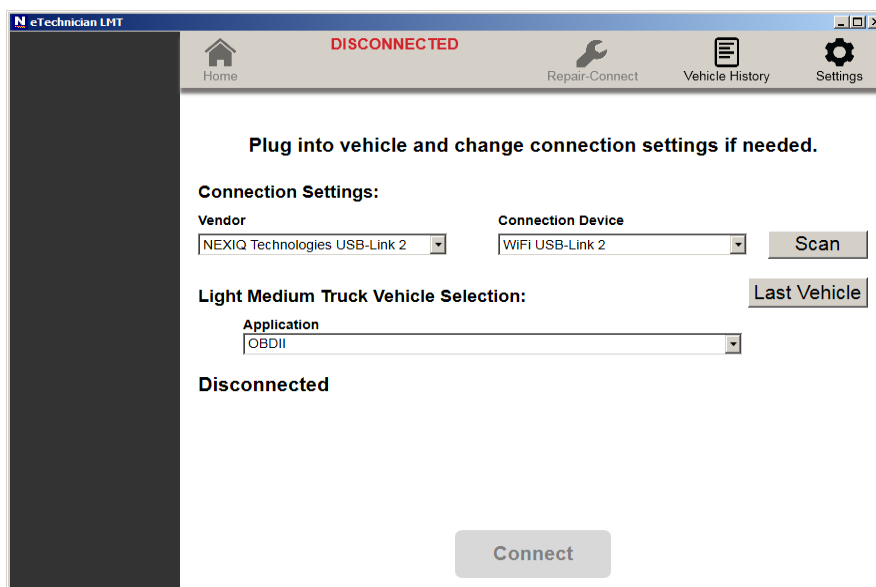 N eTechnician LMT
DISCONNECTED
Home
Repair-Connect
Vehicle History
Settings
Plug into vehicle and change connection settings if needed.
Connection Settings:
Vendor
Connection Device
NEXIQ Technologies USB-Link 2
WiFi USB-Link 2
Scan
Last Vehicle
Light Medium Truck Vehicle Selection:
Application
OBDII
Disconnected
Connect